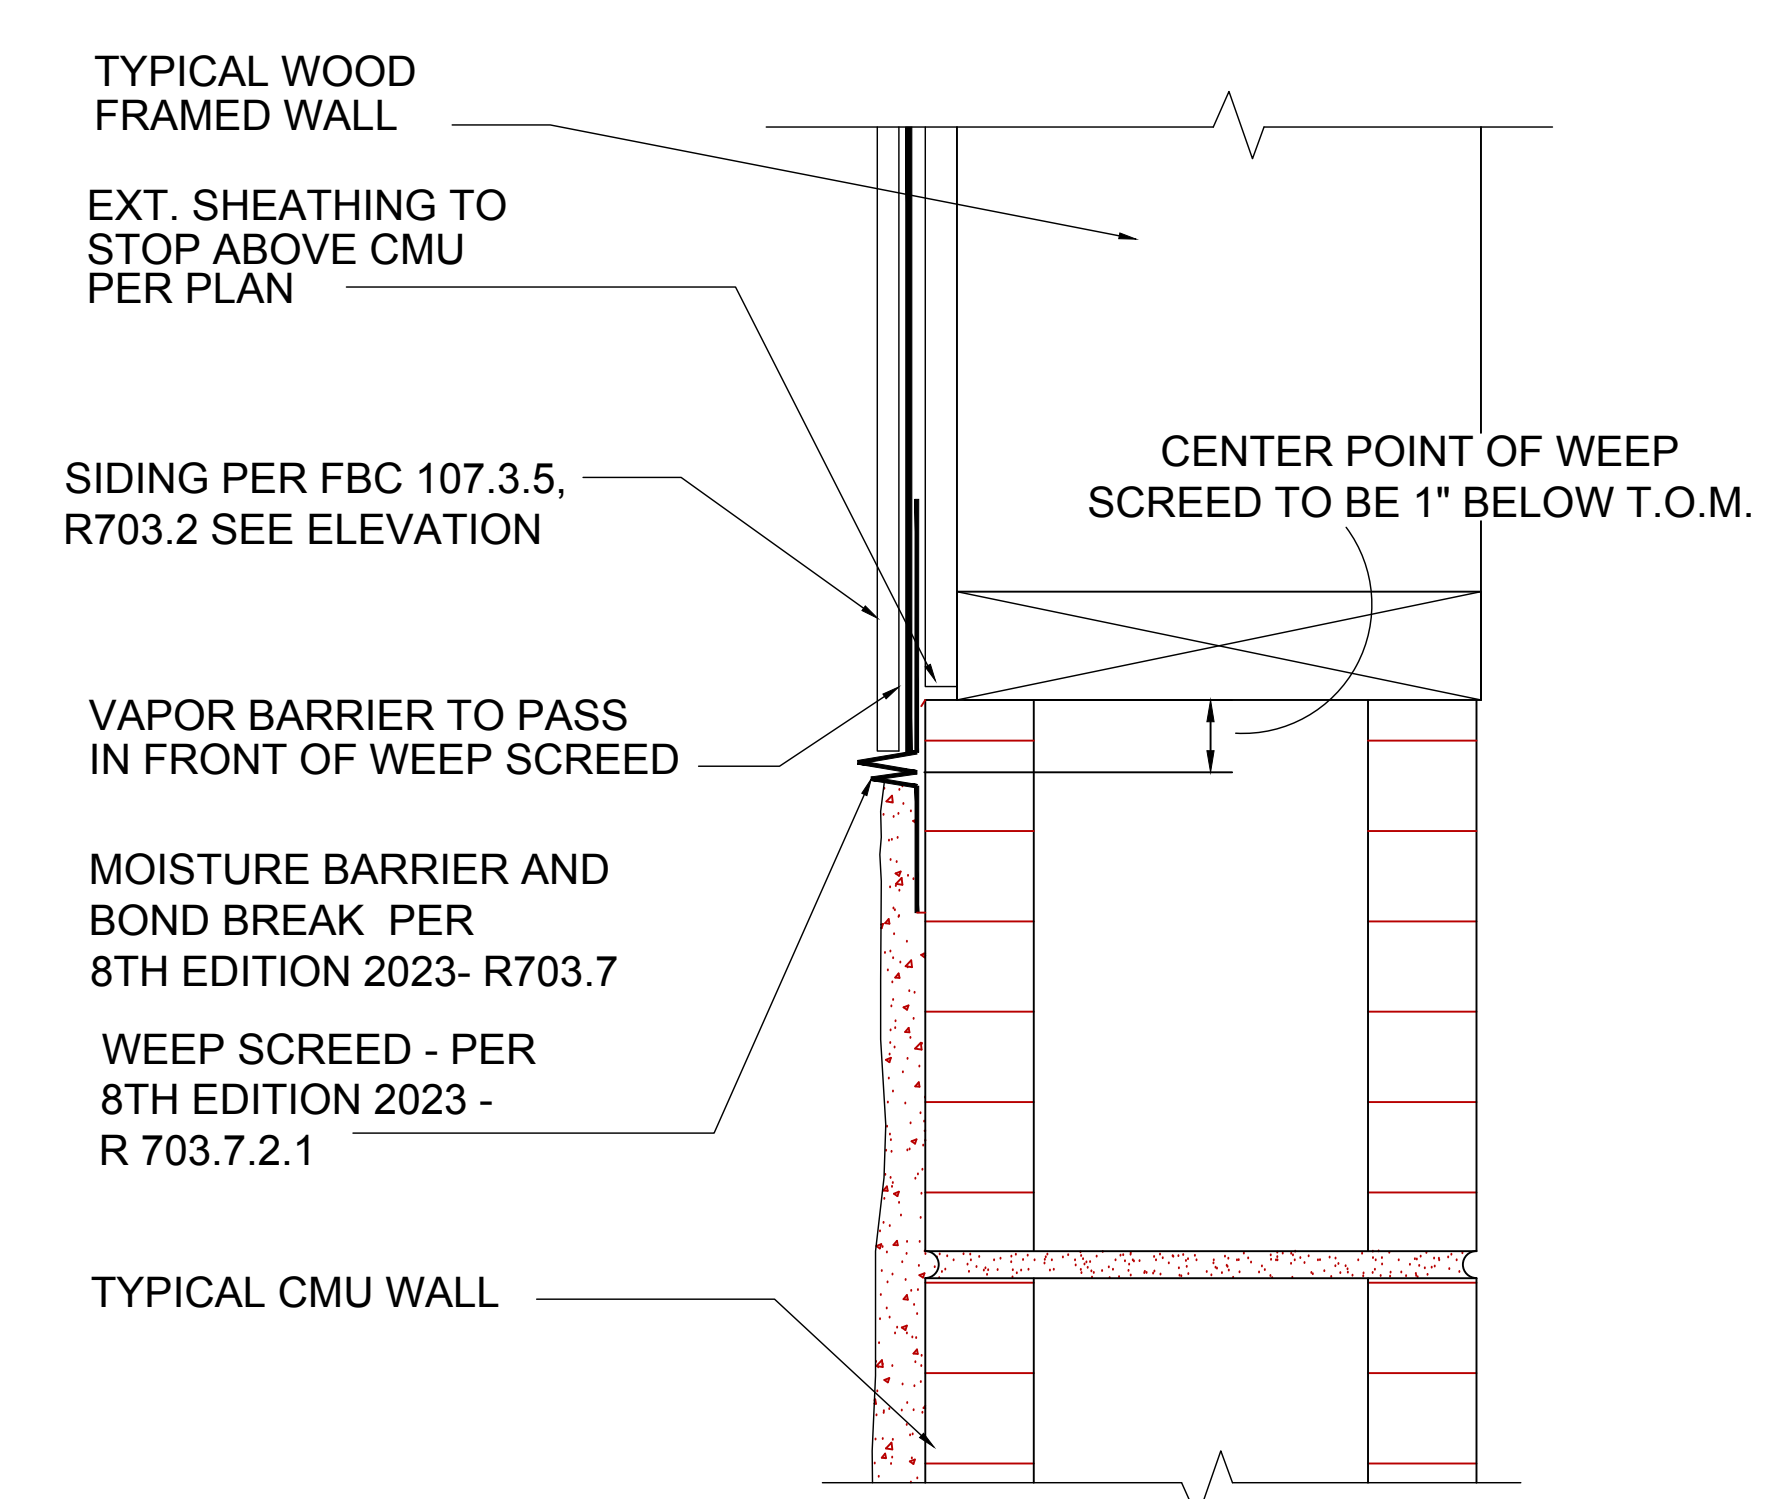 TYPICAL WOOD
FRAMED WALL
EXT. SHEATHING TO
STOP ABOVE CMU
PER PLAN
SIDING PER FBC 107.3.5,
R703.2 SEE ELEVATION
CENTER POINT OF WEEP
SCREED TO BE 1" BELOW T.O.M.
VAPOR BARRIER TO PASS
IN FRONT OF WEEP SCREED
MOISTURE BARRIER AND
BOND BREAK PER
8TH EDITION 2023- R703.7
WEEP SCREED - PER
8TH EDITION 2023 -
R 703.7.2.1
TYPICAL CMU WALL